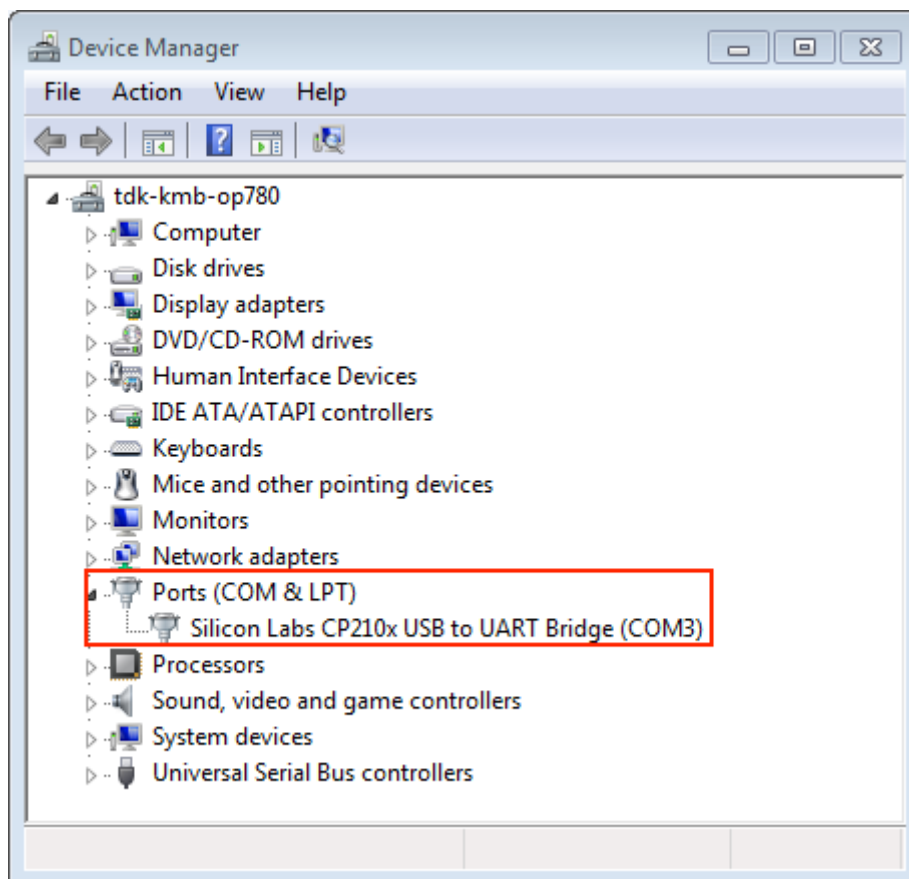 Device Manager
File Action View Help
?
tdk-kmb-op780
Computer
Disk drives
Display adapters
DVD/CD-ROM drives
Human Interface Devices
IDE ATA/ATAPI controllers
Keyboards
Mice and other pointing devices
Monitors
Network adapters
Ports (COM & LPT)
Silicon Labs CP210x USB to UART Bridge (COM3)
Processors
Sound, video and game controllers
System devices
Universal Serial Bus controllers